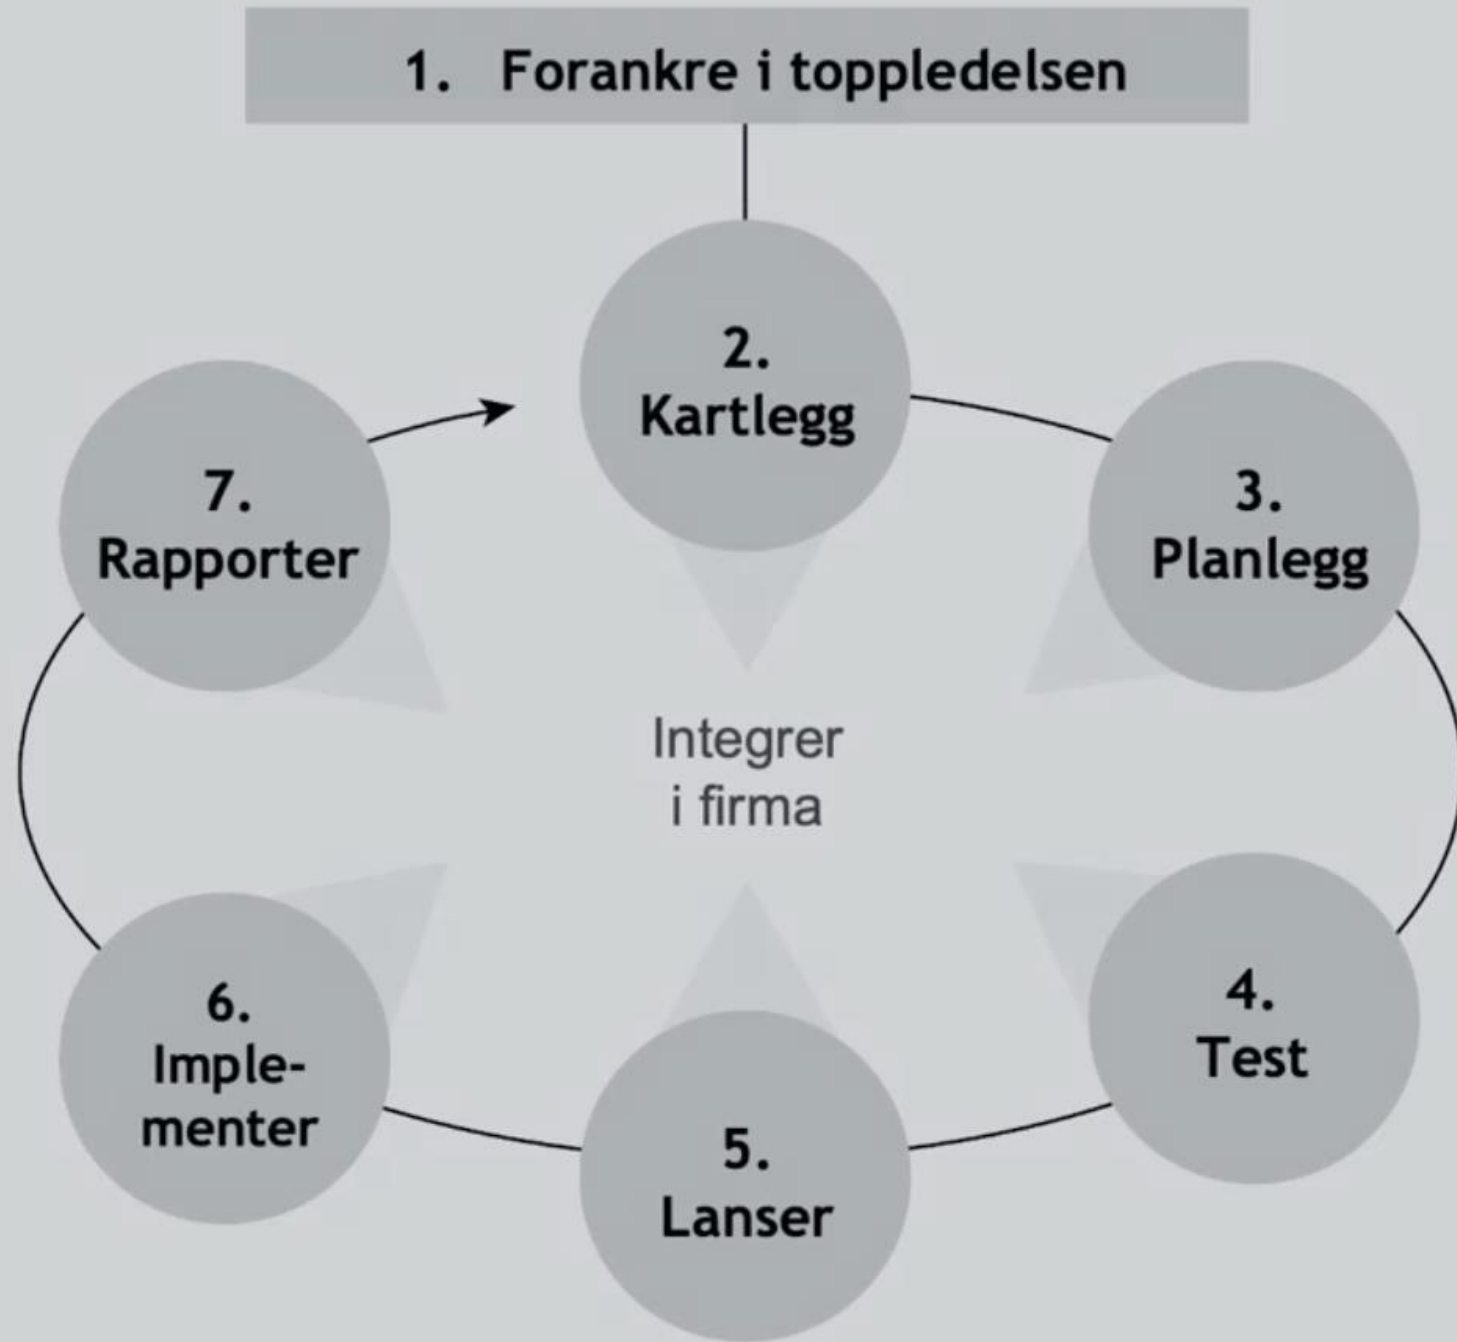 1. Forankre i toppledelsen
2.
Kartlegg
3.
Planlegg
4.
Test
5.
Lanser
6.
Imple-
menter
7.
Rapporter
Integrer
i firma